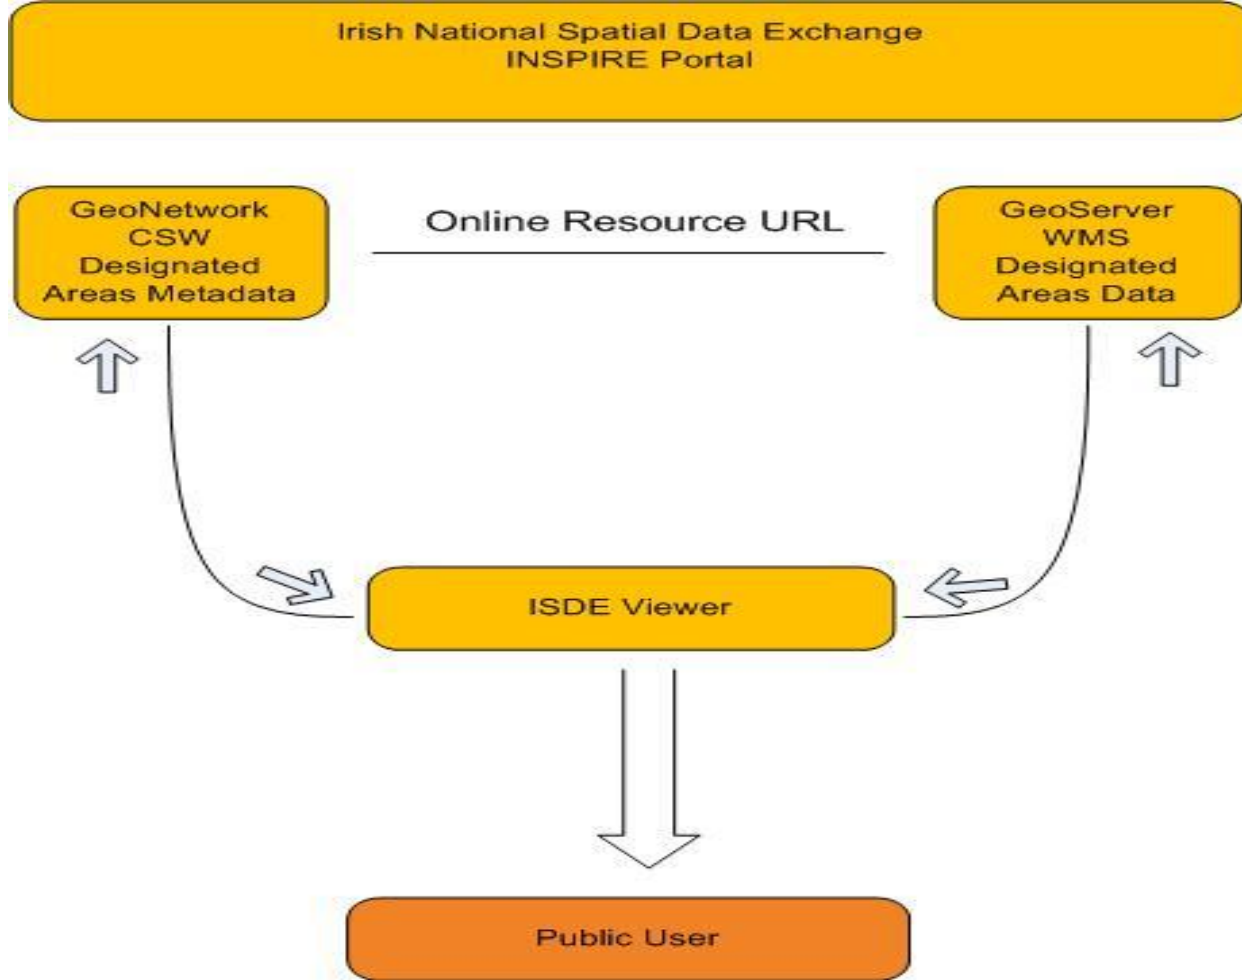 Irish National Spatial Data Exchange
INSPIRE Portal
GeoNetwork
CSW
Designated
Areas Metadata
Online Resource URL
GeoServer
WMS
Designated
Areas Data
ISDE Viewer
Public User